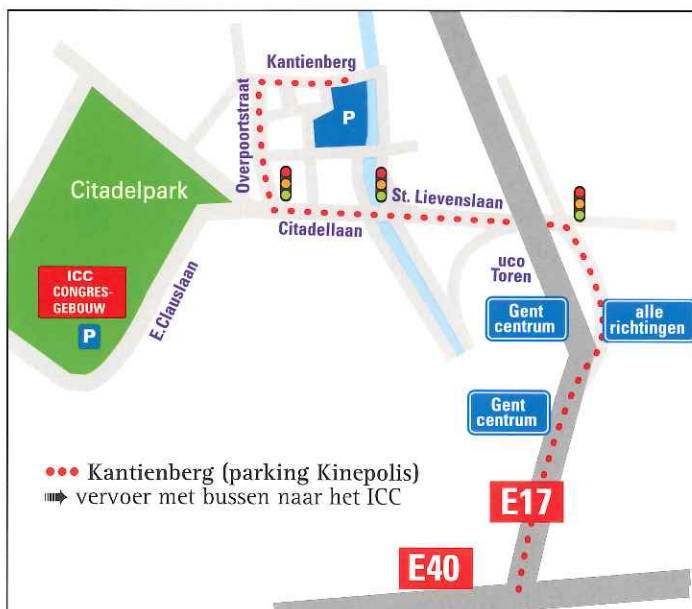 Kantienberg
Overpoortstraat
P
Citadelpark
St. Lievenslaan
Citadellaan
uco
Toren
E.Clauslaan
ICC
CONGRES-
GEBOUW
P
Gent
centrum
alle
richtingen
Gent
centrum
Kantienberg (parking Kinepolis)
vervoer met bussen naar het ICC
E17
E40